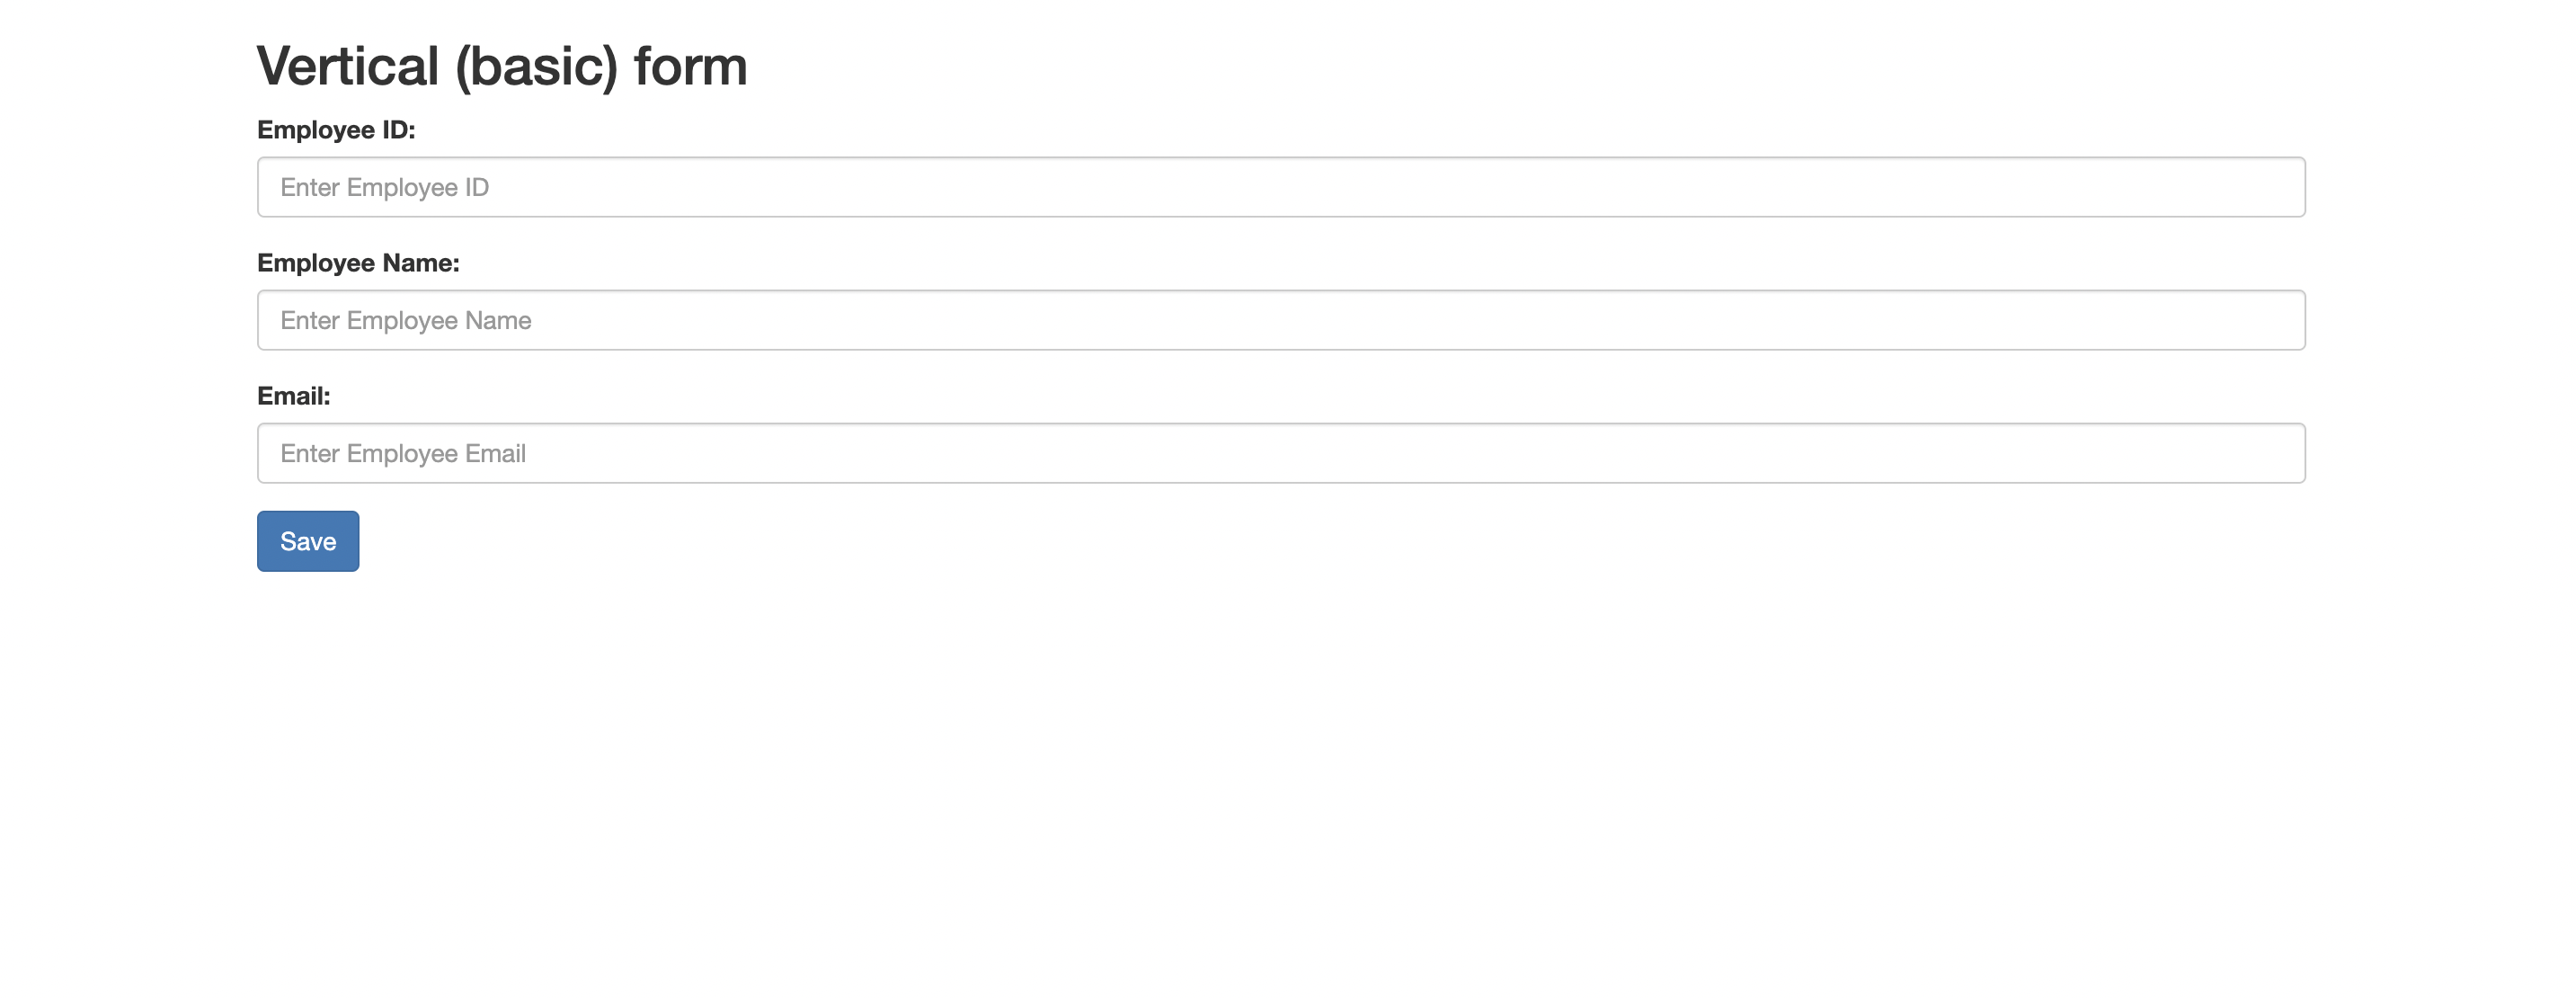 Vertical (basic) form
Employee ID:
Enter Employee ID
Employee Name:
Enter Employee Name
Email:
Enter Employee Email
Save